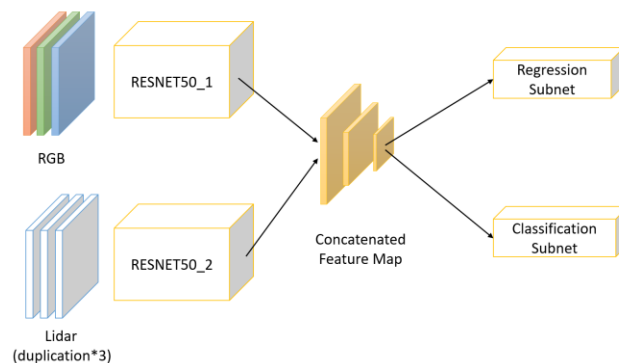 RGB
RESNET50_1
Lidar
(duplication*3)
RESNET50_2
Concatenated
Feature Map
Regression
Subnet
Classification
Subnet